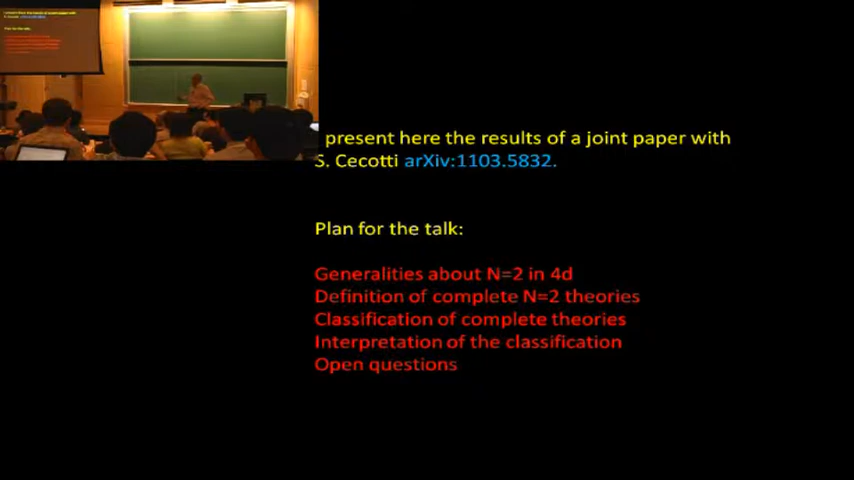 present here the results of a joint paper with
S. Cecotti arXiv:1103.5832.
Plan for the talk:
Generalities about N=2 in 4d
Definition of complete N=2 theories
Classification of complete theories
Interpretation of the classification
Open questions